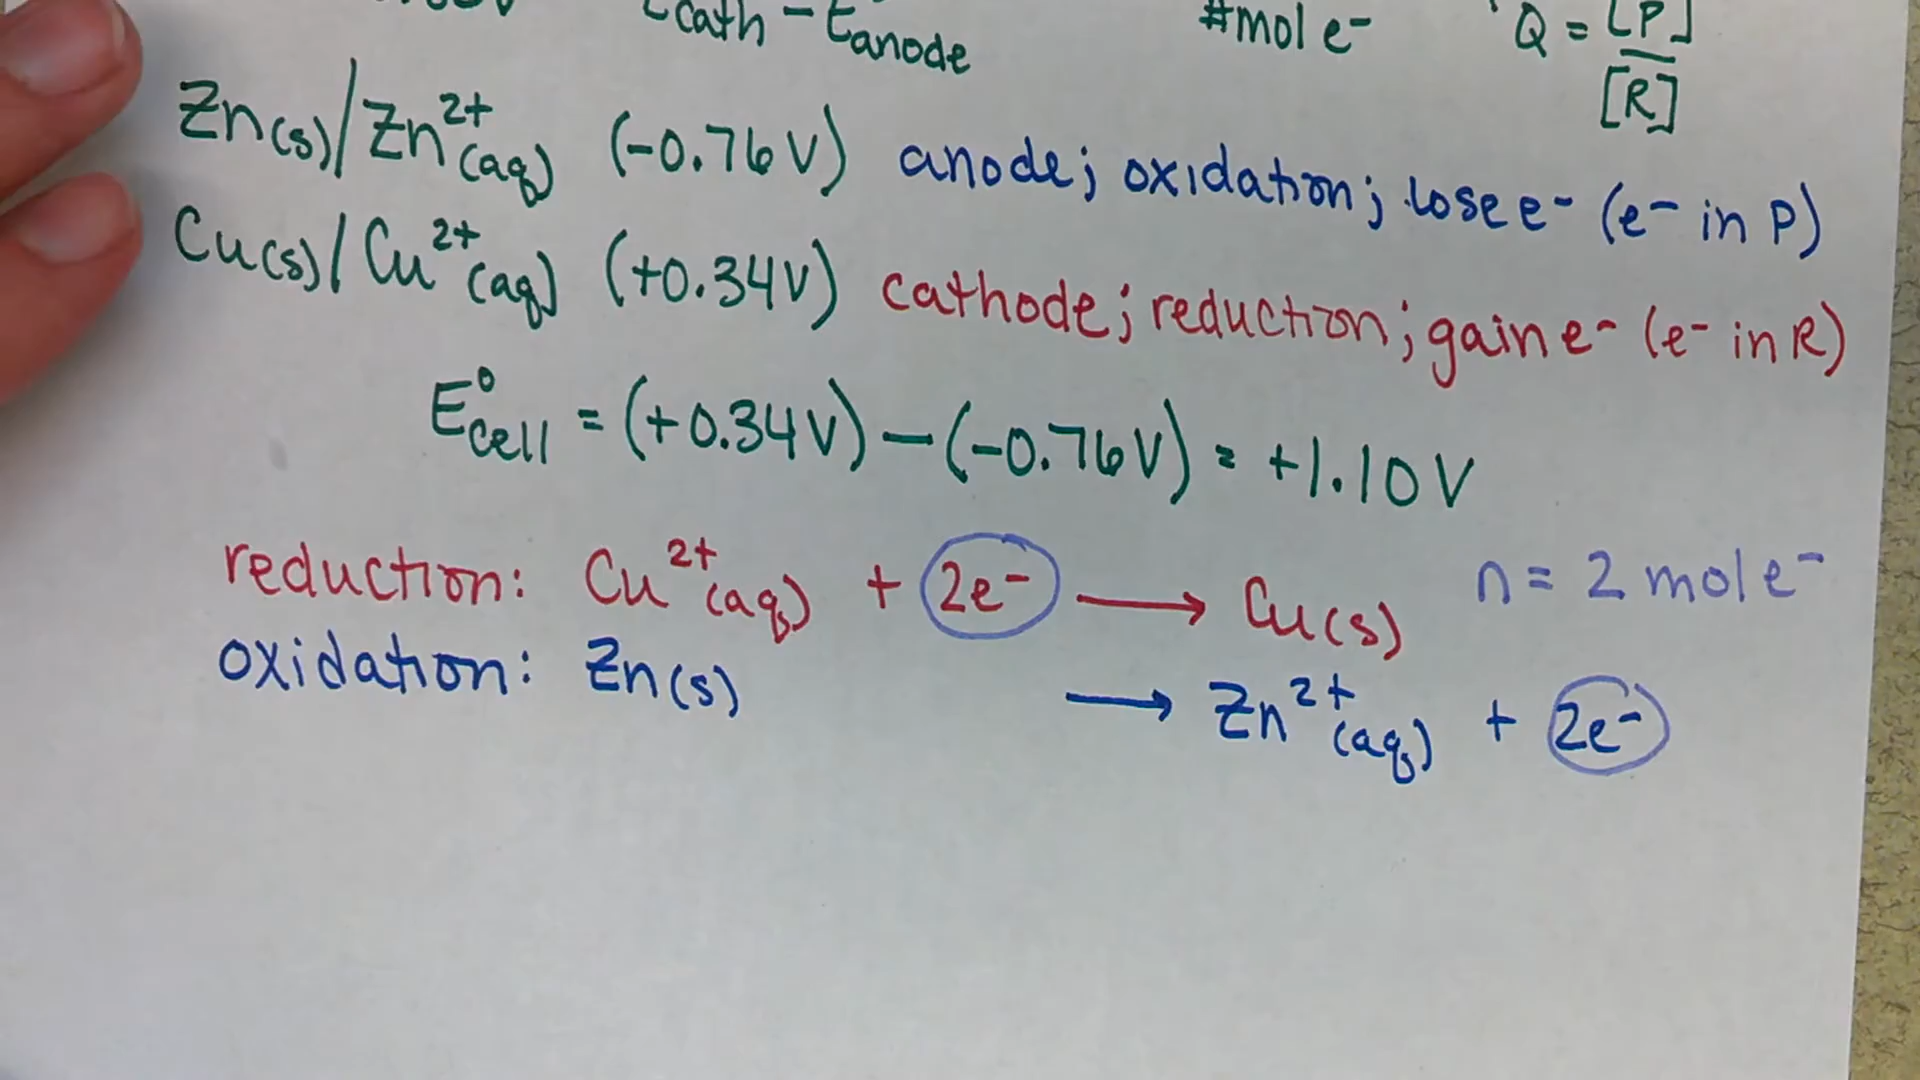 Ecath - Eanode #mol e⁻ Q = [P]/[R]
Zn(s)/Zn²⁺(aq) (-0.76V) anode; oxidation; lose e⁻ (e⁻ in P)
Cu(s)/Cu²⁺(aq) (+0.34V) cathode; reduction; gain e⁻ (e⁻ in R)
E⁰cell = (+0.34V) - (-0.76V) = +1.10V
reduction: Cu²⁺(aq) + 2e⁻ → Cu(s) n = 2 mol e⁻
oxidation: Zn(s) → Zn²⁺(aq) + 2e⁻